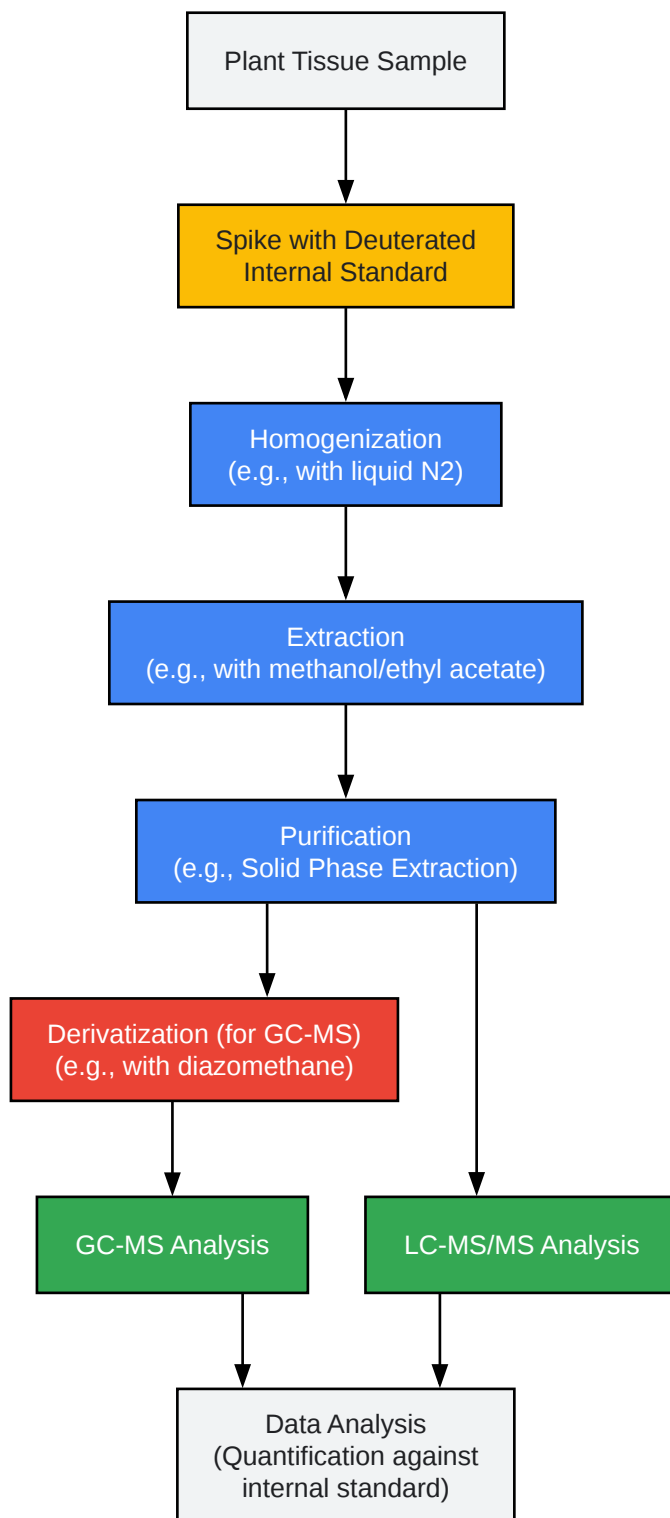 Plant Tissue Sample
Spike with Deuterated
Internal Standard
Homogenization
(e.g., with liquid N2)
Extraction
(e.g., with methanol/ethyl acetate)
Purification
(e.g., Solid Phase Extraction)
Derivatization (for GC-MS)
(e.g., with diazomethane)
GC-MS Analysis
LC-MS/MS Analysis
Data Analysis
(Quantification against
internal standard)